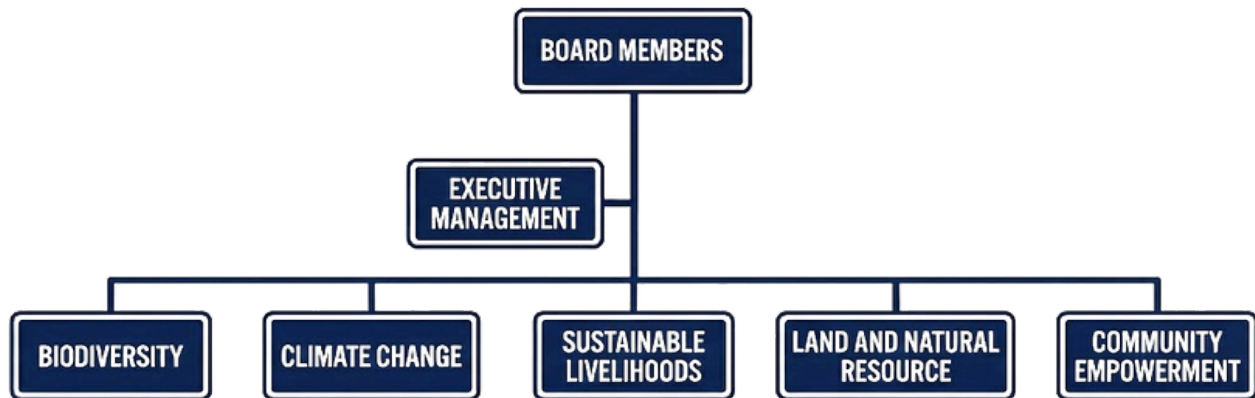 BOARD MEMBERS
EXECUTIVE
MANAGEMENT
BIODIVERSITY
CLIMATE CHANGE
SUSTAINABLE
LIVELIHOODS
LAND AND NATURAL
RESOURCE
COMMUNITY
EMPOWERMENT